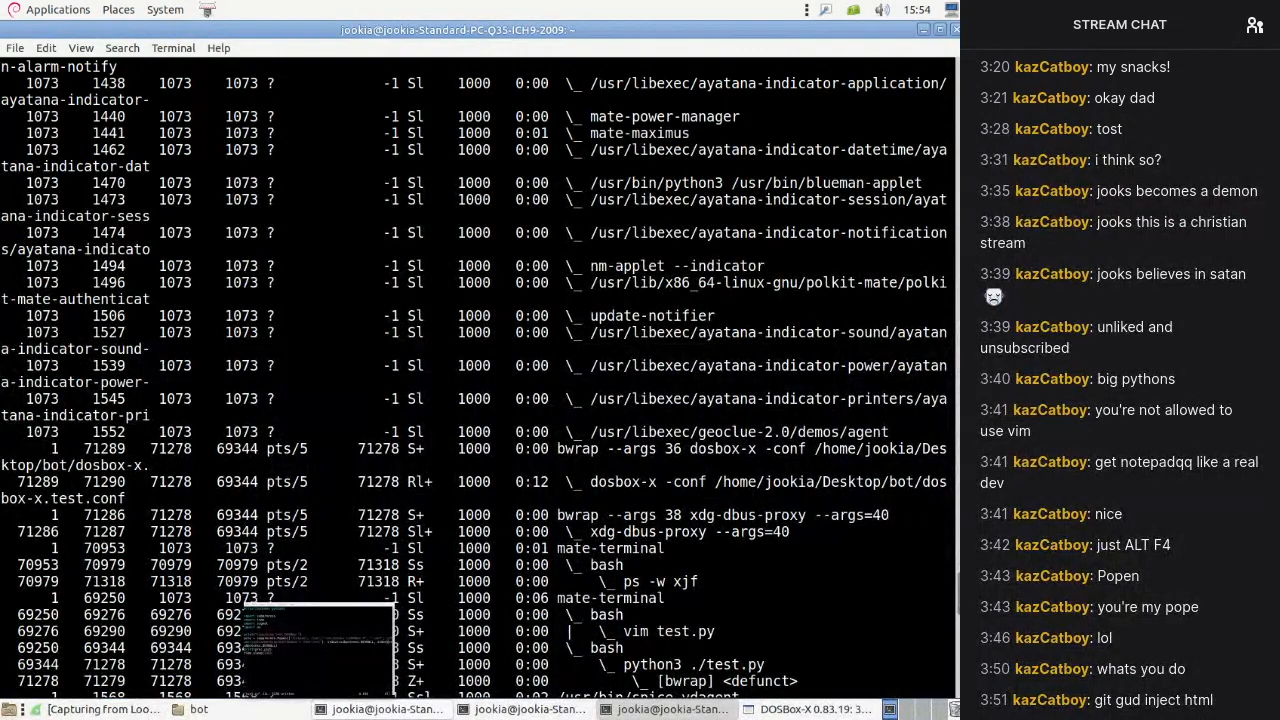 Applications Places System 15:54
jookia@jookia-Standard-PC-Q35-ICH9-2009: ~
File Edit View Search Terminal Help
n-alarm-notify
1073 1438 1073 1073 ? -1 Sl 1000 0:00 \_ /usr/libexec/ayatana-indicator-application/
ayatana-indicator-
1073 1440 1073 1073 ? -1 Sl 1000 0:00 \_ mate-power-manager
1073 1441 1073 1073 ? -1 Sl 1000 0:01 \_ mate-maximus
1073 1462 1073 1073 ? -1 Sl 1000 0:00 \_ /usr/libexec/ayatana-indicator-datetime/aya
tana-indicator-dat
1073 1470 1073 1073 ? -1 Sl 1000 0:00 \_ /usr/bin/python3 /usr/bin/blueman-applet
1073 1473 1073 1073 ? -1 Sl 1000 0:00 \_ /usr/libexec/ayatana-indicator-session/ayat
ana-indicator-sess
1073 1474 1073 1073 ? -1 Sl 1000 0:00 \_ /usr/libexec/ayatana-indicator-notification
s/ayatana-indicato
1073 1494 1073 1073 ? -1 Sl 1000 0:00 \_ nm-applet --indicator
1073 1496 1073 1073 ? -1 Sl 1000 0:00 \_ /usr/lib/x86_64-linux-gnu/polkit-mate/polki
t-mate-authenticat
1073 1506 1073 1073 ? -1 Sl 1000 0:00 \_ update-notifier
1073 1527 1073 1073 ? -1 Sl 1000 0:00 \_ /usr/libexec/ayatana-indicator-sound/ayatan
a-indicator-sound-
1073 1539 1073 1073 ? -1 Sl 1000 0:00 \_ /usr/libexec/ayatana-indicator-power/ayatan
a-indicator-power-
1073 1545 1073 1073 ? -1 Sl 1000 0:00 \_ /usr/libexec/ayatana-indicator-printers/aya
tana-indicator-pri
1073 1552 1073 1073 ? -1 Sl 1000 0:00 \_ /usr/libexec/geoclue-2.0/demos/agent
1 71289 71278 69344 pts/5 71278 S+ 1000 0:00 bwrap --args 36 dosbox-x -conf /home/jookia/Des
ktop/bot/dosbox-x.
71289 71290 71278 69344 pts/5 71278 Rl+ 1000 0:12 \_ dosbox-x -conf /home/jookia/Desktop/bot/dos
box-x.test.conf
1 71286 71278 69344 pts/5 71278 S+ 1000 0:00 bwrap --args 38 xdg-dbus-proxy --args=40
71286 71287 71278 69344 pts/5 71278 Sl+ 1000 0:00 \_ xdg-dbus-proxy --args=40
1 70953 1073 1073 ? -1 Sl 1000 0:01 mate-terminal
70953 70979 70979 70979 pts/2 71318 Ss 1000 0:00 \_ bash
70979 71318 71318 70979 pts/2 71318 R+ 1000 0:00 \_ ps -w xjf
1 69250 1073 1073 ? -1 Sl 1000 0:06 mate-terminal
69250 69276 69276 692 Ss 1000 0:00 \_ bash
69276 69290 69290 692 S+ 1000 0:00 \_ vim test.py
69250 69344 69344 693 Ss 1000 0:00 \_ bash
69344 71278 71278 693 S+ 1000 0:00 \_ python3 ./test.py
71278 71279 71278 693 Z+ 1000 0:00 \_ [bwrap] <defunct>
[Capturing from Loo... bot jookia@jookia-Stan... jookia@jookia-Stan... jookia@jookia-Stan... DOSBox-X 0.83.19: 3...
STREAM CHAT
3:20 kazCatboy: my snacks!
3:21 kazCatboy: okay dad
3:28 kazCatboy: tost
3:31 kazCatboy: i think so?
3:35 kazCatboy: jooks becomes a demon
3:38 kazCatboy: jooks this is a christian
stream
3:39 kazCatboy: jooks believes in satan
3:39 kazCatboy: unliked and
unsubscribed
3:40 kazCatboy: big pythons
3:41 kazCatboy: you're not allowed to
use vim
3:41 kazCatboy: get notepadqq like a real
dev
3:41 kazCatboy: nice
3:42 kazCatboy: just ALT F4
3:43 kazCatboy: Popen
3:43 kazCatboy: you're my pope
3:46 kazCatboy: lol
3:50 kazCatboy: whats you do
3:51 kazCatboy: git gud inject html